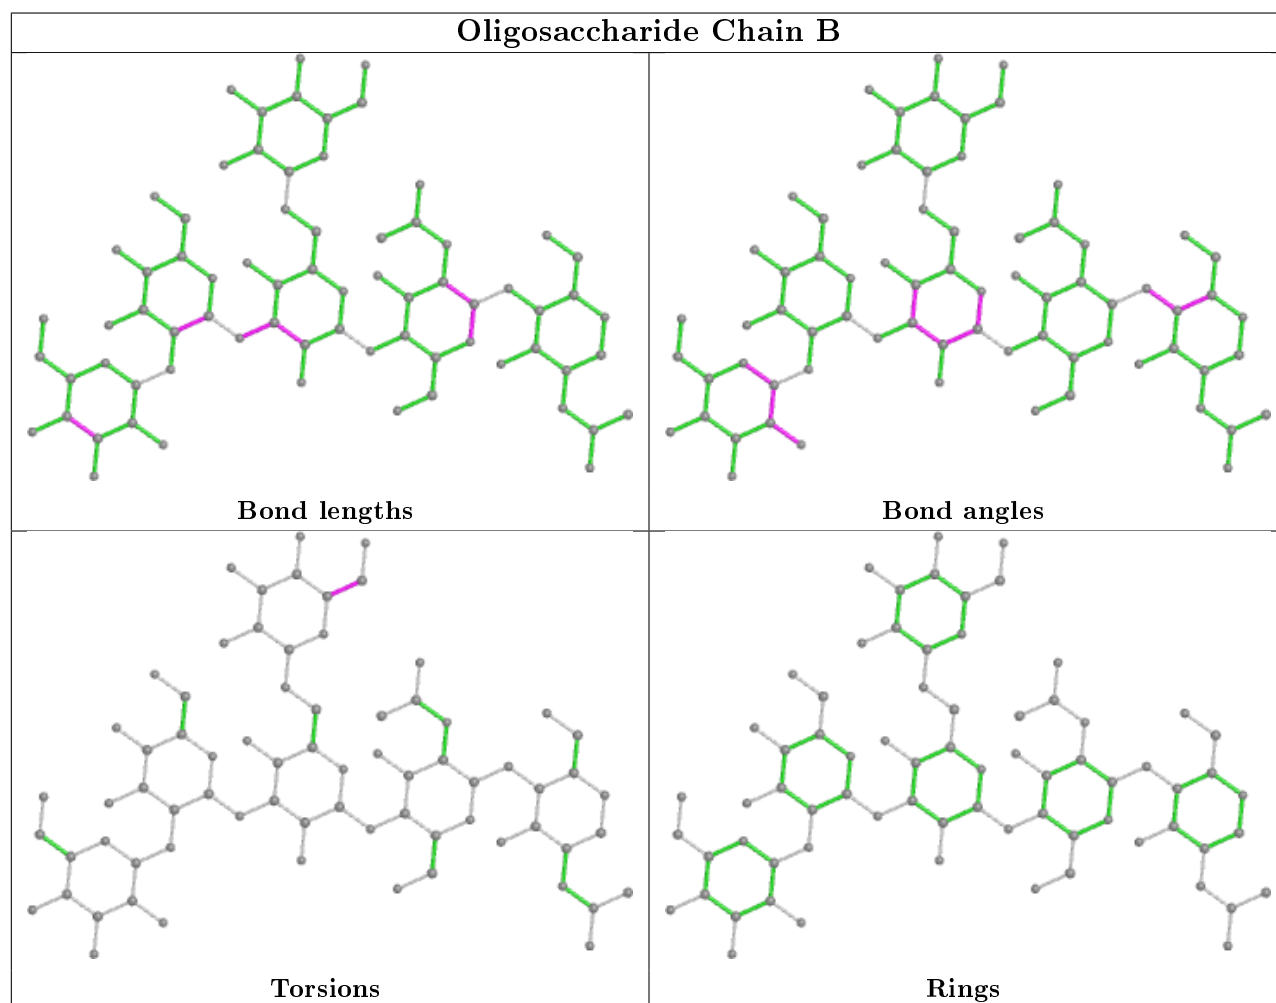 Oligosaccharide Chain B
Bond lengths
Bond angles
Torsions
Rings